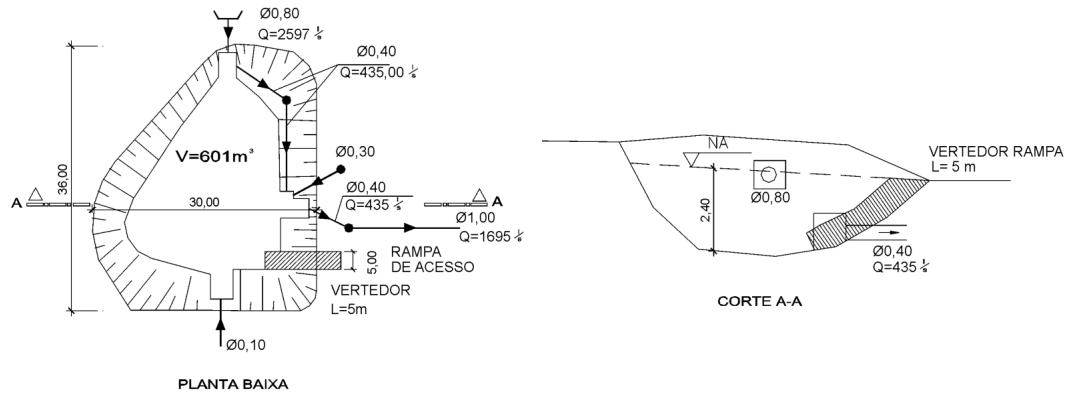 Ø0,80
Q=2597 l/s
Ø0,40
Q=435,00 l/s
V=601m³
Ø0,30
36,00
A
30,00
Ø0,40
Q=435 l/s
A
Ø1,00
Q=1695 l/s
5,00
RAMPA
DE ACESSO
VERTEDOR
L=5m
Ø0,10
PLANTA BAIXA
NA
Ø0,80
2,40
VERTEDOR RAMPA
L= 5 m
Ø0,40
Q=435 l/s
CORTE A-A